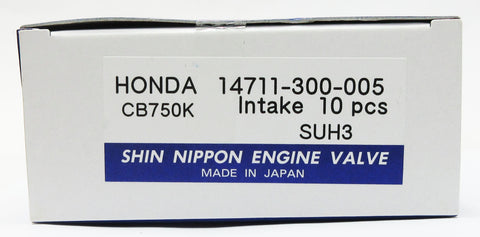 HONDA 14711-300-005
CB750K Intake 10 pcs
SUH3
SHIN NIPPON ENGINE VALVE
MADE IN JAPAN